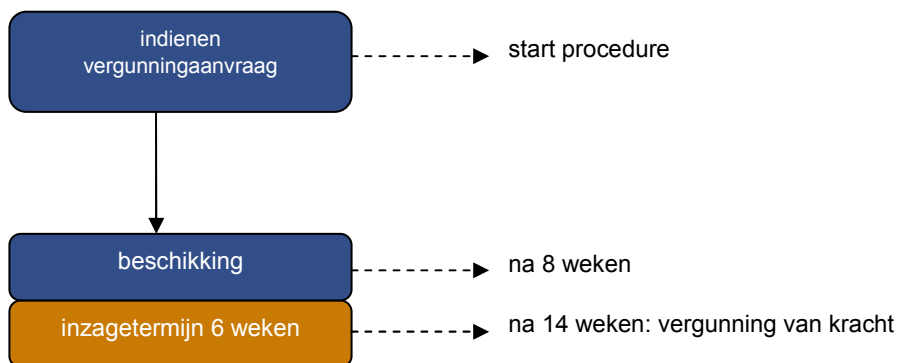 indienen
vergunningaanvraag
start procedure
beschikking
na 8 weken
inzagetermijn 6 weken
na 14 weken: vergunning van kracht